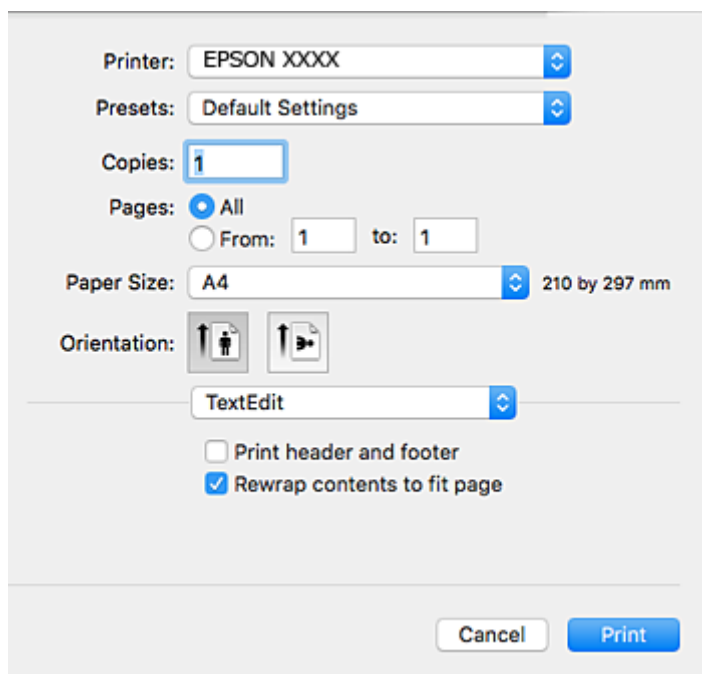 Printer: EPSON XXXX
Presets: Default Settings
Copies: 1
Pages: All
From: 1 to: 1
Paper Size: A4 210 by 297 mm
Orientation:
TextEdit
Print header and footer
Rewrap contents to fit page
Cancel Print